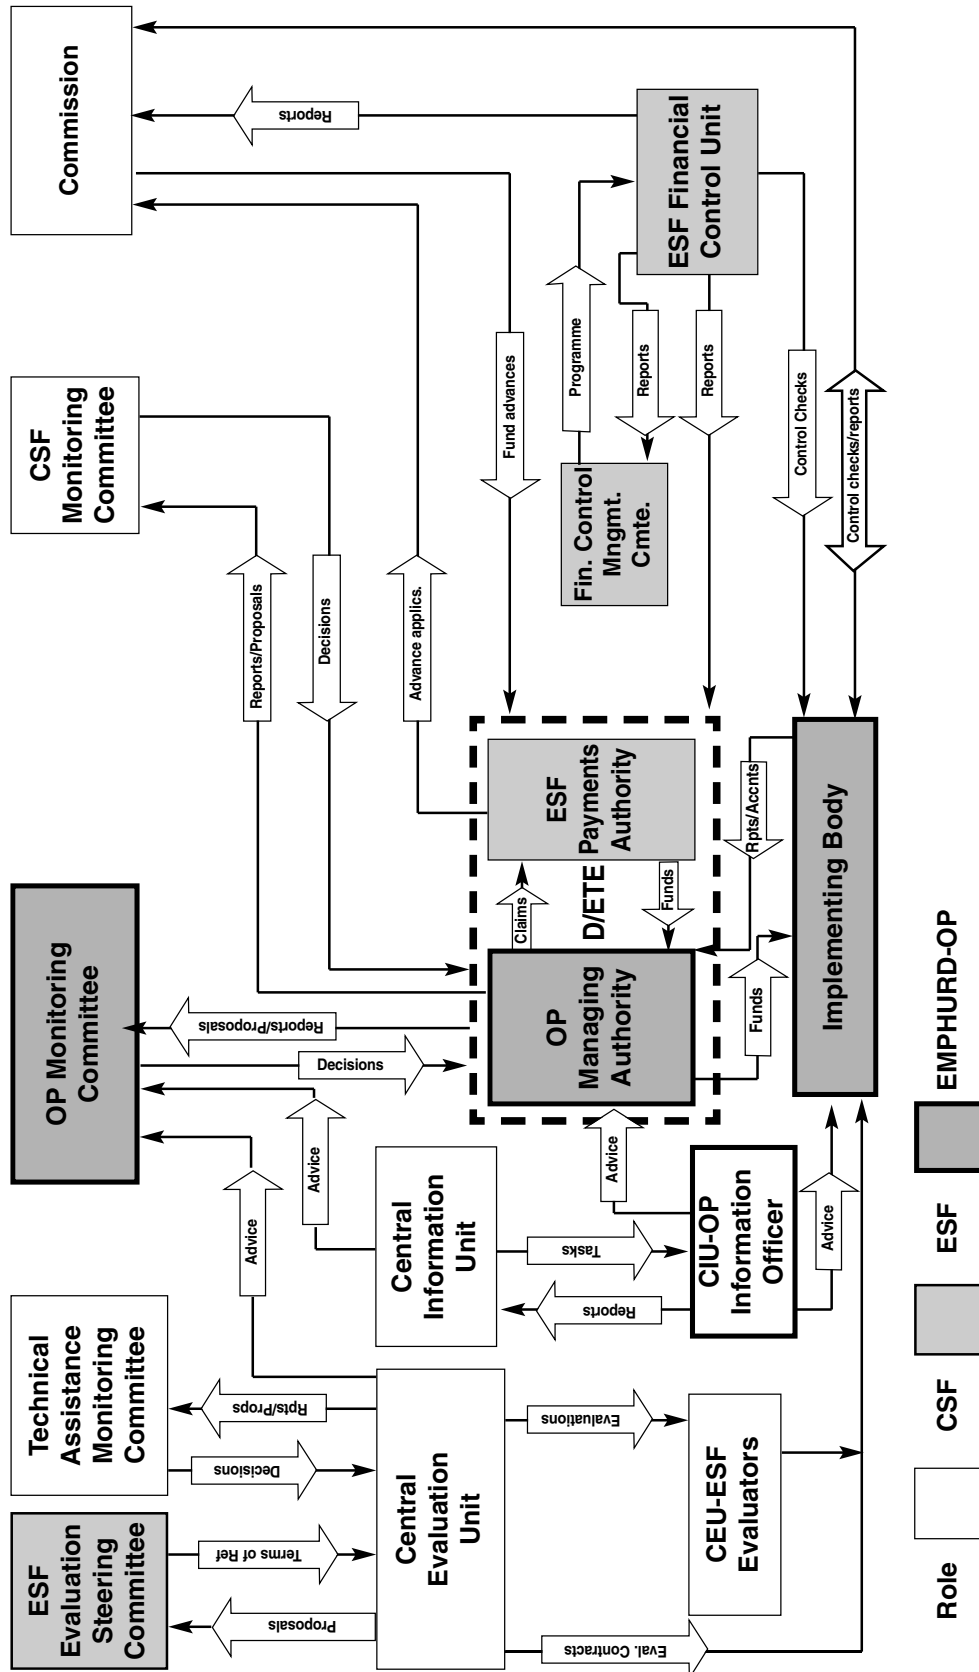 ESF
Evaluation
Steering
Committee
Technical
Assistance
Monitoring
Committee
OP Monitoring
Committee
CSF
Monitoring
Committee
Commission
Proposals
Terms of Ref
Decisions
Rpts/Props
Advice
Advice
Decisions
Reports/Proposals
Reports/Proposals
Decisions
Advance applics.
Fund advances
Reports
Central
Evaluation
Unit
Central
Information
Unit
OP
Managing
Authority
Claims
D/ETE
Funds
ESF
Payments
Authority
Fin. Control
Mngmt.
Cmte.
Programme
Reports
Reports
ESF Financial
Control Unit
Eval. Contracts
Evaluations
Reports
Tasks
Advice
CEU-ESF
Evaluators
CIU-OP
Information
Officer
Advice
Funds
Rpts/Accnts
Control Checks
Control checks/reports
Implementing Body
Role
CSF
ESF
EMPHURD-OP